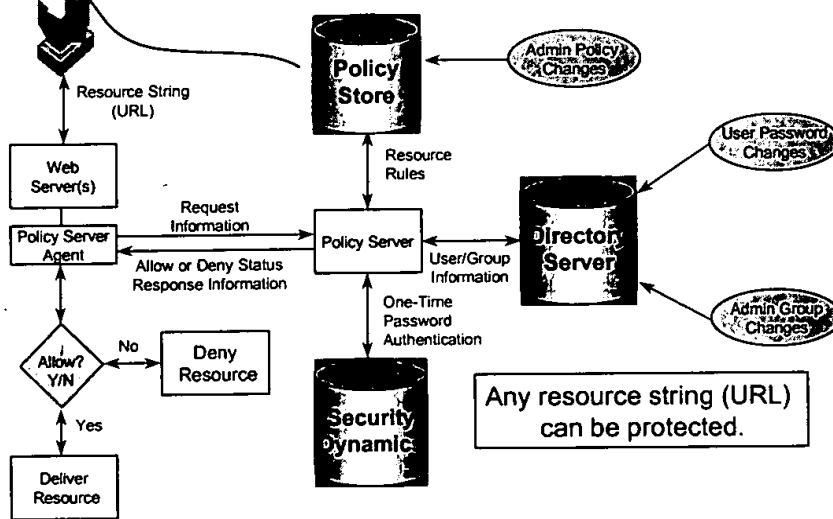 Policy
Store
Admin Policy
Changes
Resource String
(URL)
User Password
Changes
Web
Server(s)
Resource
Rules
Request
Information
Policy Server
Agent
Policy Server
Director
Server
Allow or Deny Status
Response Information
User/Group
Information
One-Time
Password
Authentication
Admin Group
Changes
Allow?
Y/N
No
Deny
Resource
Security
Dynamic
Any resource string (URL)
can be protected.
Yes
Deliver
Resource